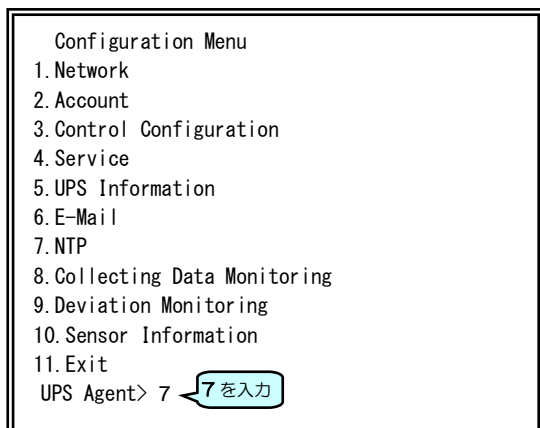 Configuration Menu
1.Network
2.Account
3.Control Configuration
4.Service
5.UPS Information
6.E-Mail
7.NTP
8.Collecting Data Monitoring
9.Deviation Monitoring
10.Sensor Information
11.Exit
UPS Agent> 7 7を入力